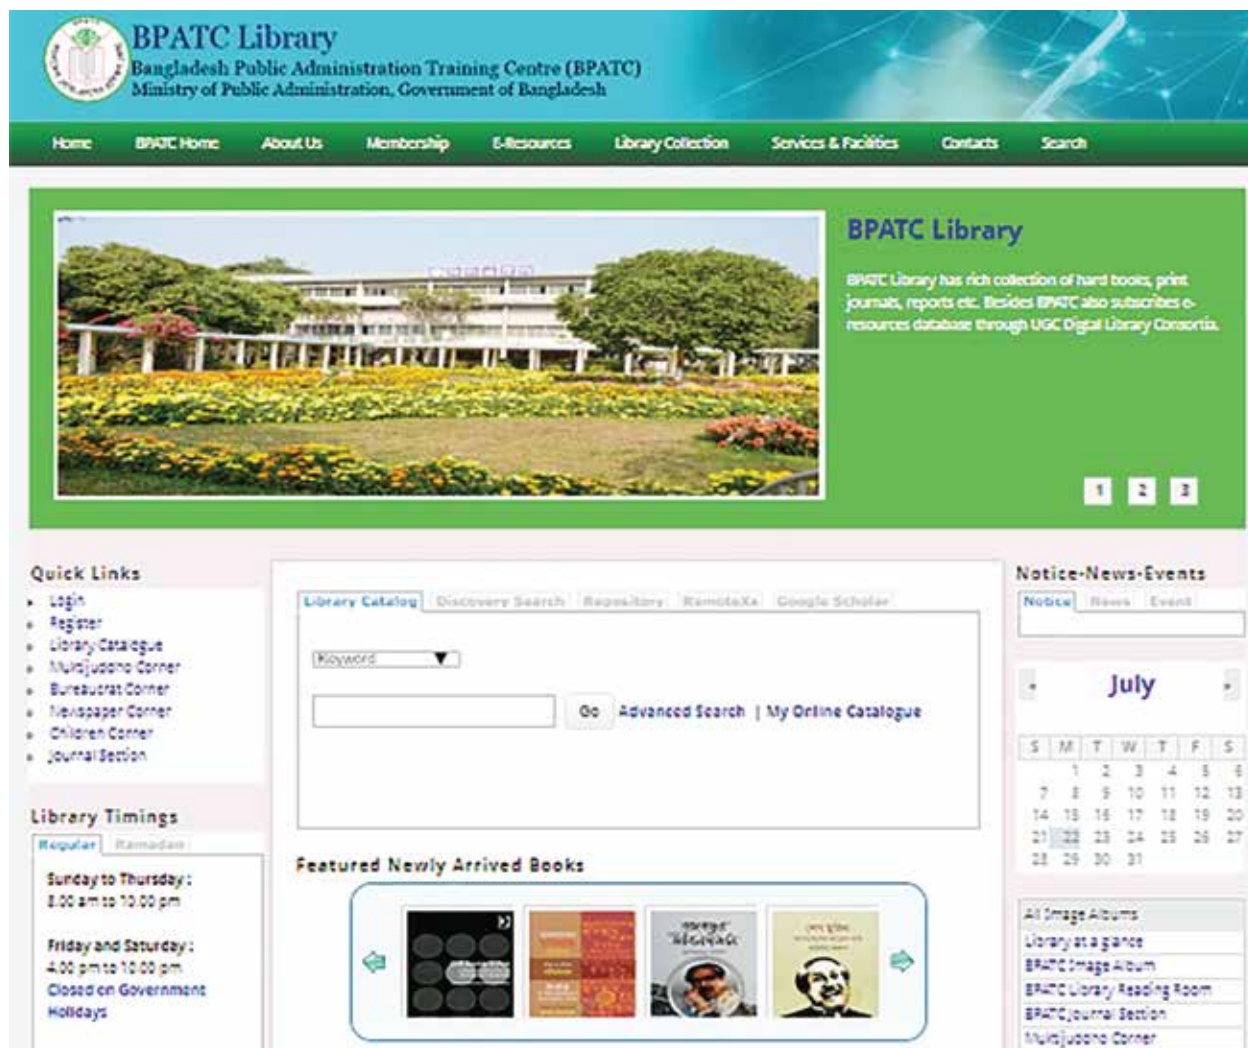 BPATC Library
Bangladesh Public Administration Training Centre (BPATC)
Ministry of Public Administration, Government of Bangladesh
Home BPATC Home About Us Membership E-Resources Library Collection Services & Facilities Contacts Search
BPATC Library
BPATC Library has rich collection of hard books, print
journals, reports etc. Besides BPATC also subscribes e-
resources database through UGC Digtal Library Consortia.
1 2 3
Quick Links
Login
Register
Library Catalogue
Muktijuddho Corner
Bureaucrat Corner
Newspaper Corner
Children Corner
Journal Section
Library Timings
Regular Ramadan
Sunday to Thursday :
8.00 am to 10.00 pm
Friday and Saturday :
4.00 pm to 10.00 pm
Closed on Government
Holidays
Library Catalog Discovery Search Repository RemoteXs Google Scholar
Keyword
Go Advanced Search | My Online Catalogue
Featured Newly Arrived Books
শেখ মুজিব
Notice-News-Events
Notice News Event
« July »
S M T W T F S
1 2 3 4 5 6
7 8 9 10 11 12 13
14 15 16 17 18 19 20
21 22 23 24 25 26 27
28 29 30 31
All Image Albums
Library at a glance
BPATC Image Album
BPATC Library Reading Room
BPATC Journal Section
Muktijuddho Corner